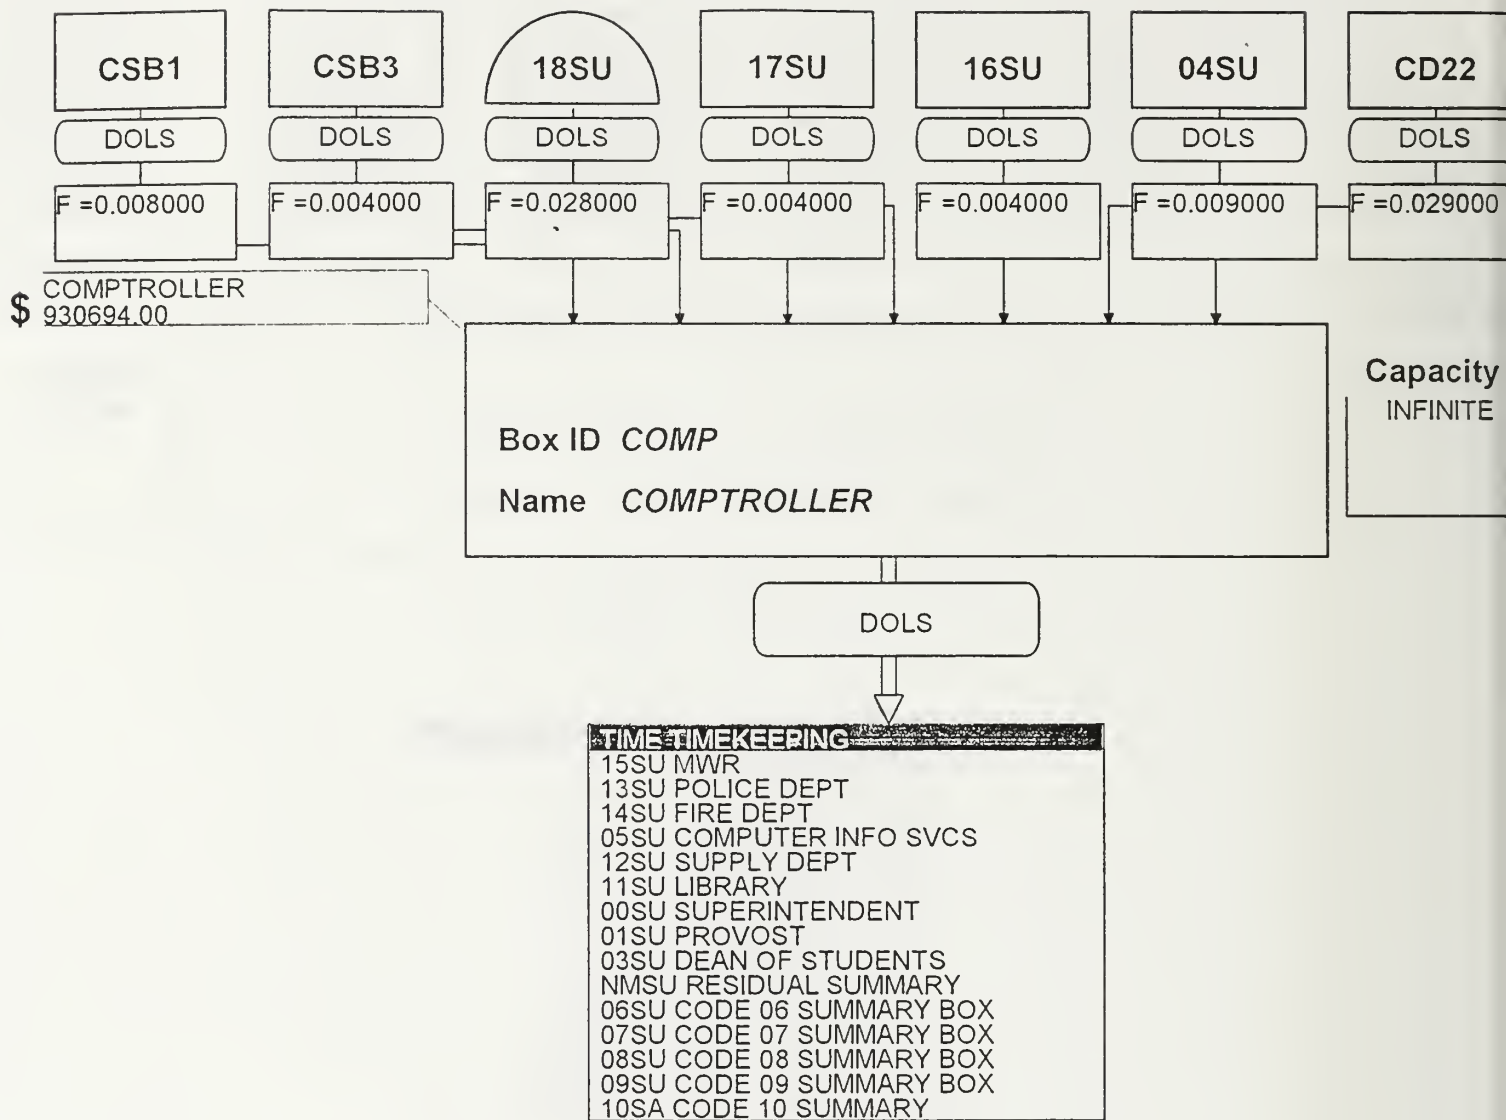 CSB1 CSB3 18SU 17SU 16SU 04SU CD22
DOLS DOLS DOLS DOLS DOLS DOLS DOLS
F =0.008000 F =0.004000 F =0.028000 F =0.004000 F =0.004000 F =0.009000 F =0.029000
$ COMPTROLLER
930694.00
Capacity
INFINITE
Box ID COMP
Name COMPTROLLER
DOLS
TIME TIMEKEEPING
15SU MWR
13SU POLICE DEPT
14SU FIRE DEPT
05SU COMPUTER INFO SVCS
12SU SUPPLY DEPT
11SU LIBRARY
00SU SUPERINTENDENT
01SU PROVOST
03SU DEAN OF STUDENTS
NMSU RESIDUAL SUMMARY
06SU CODE 06 SUMMARY BOX
07SU CODE 07 SUMMARY BOX
08SU CODE 08 SUMMARY BOX
09SU CODE 09 SUMMARY BOX
10SA CODE 10 SUMMARY